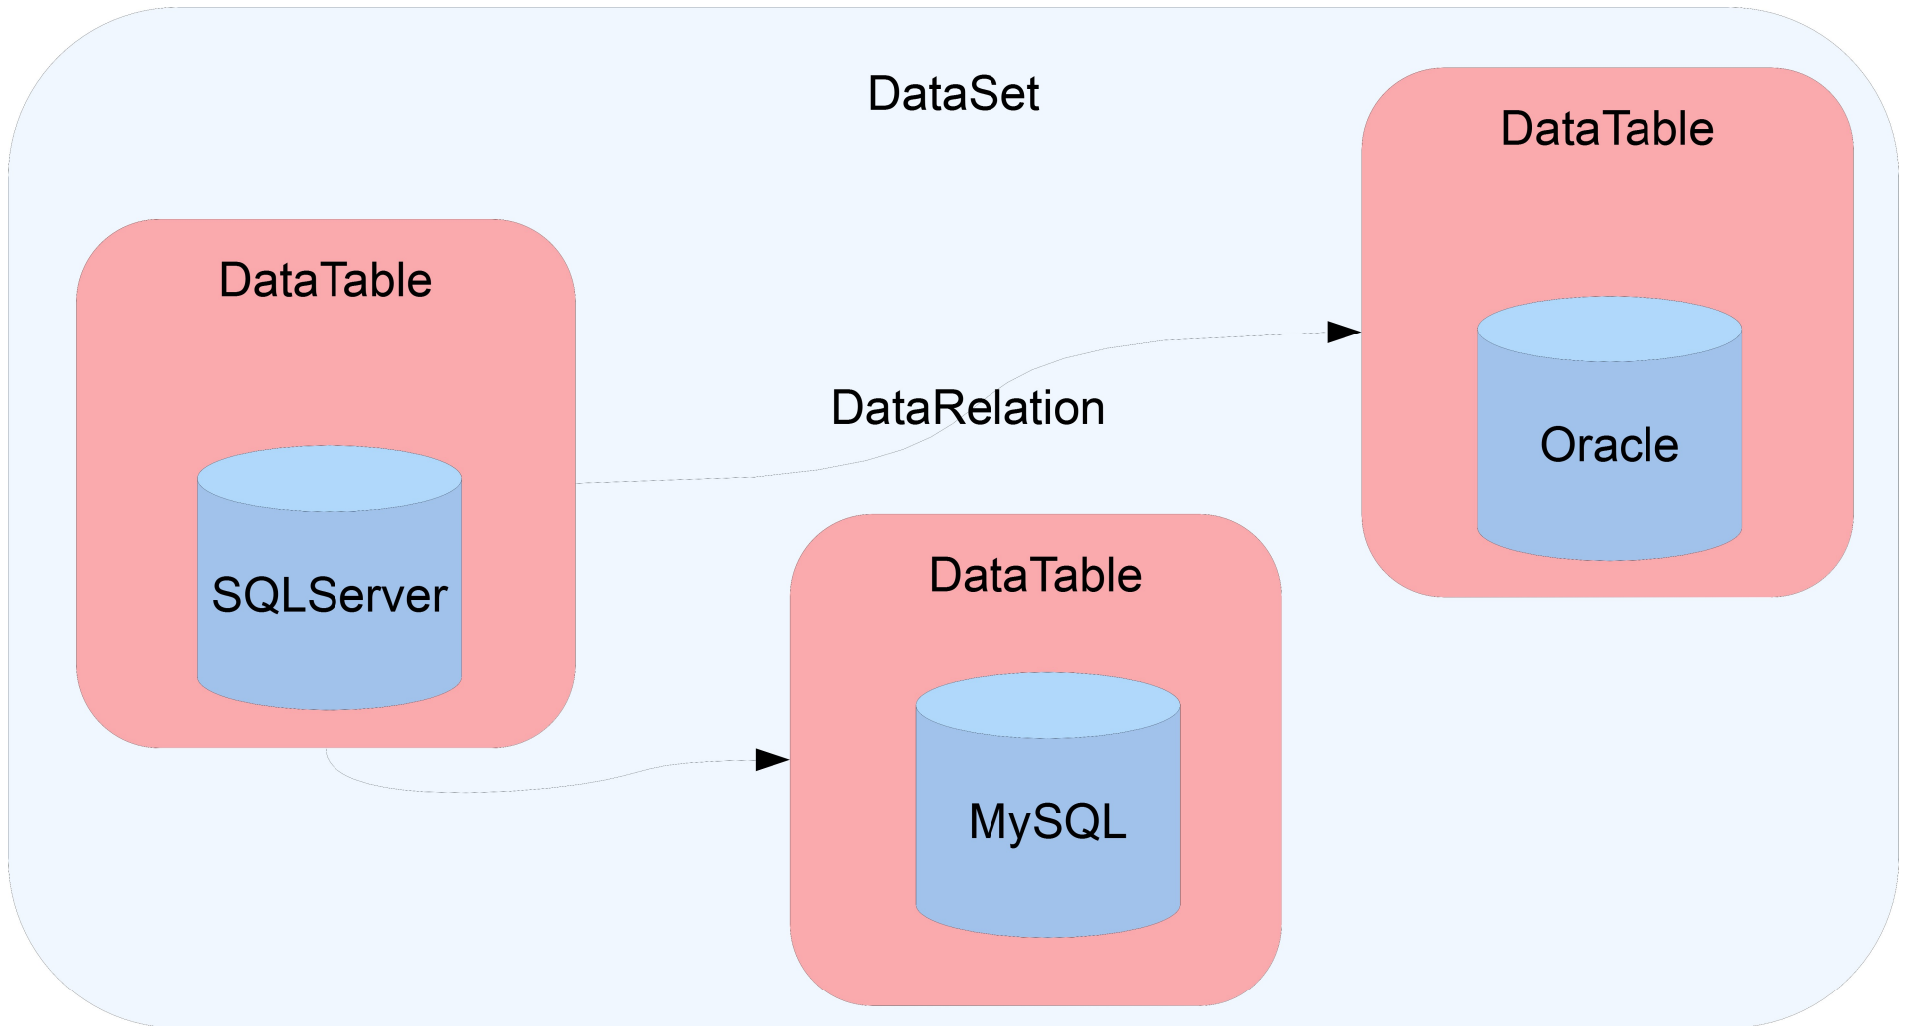 DataSet
DataTable
DataTable
DataRelation
Oracle
SQLServer
DataTable
MySQL